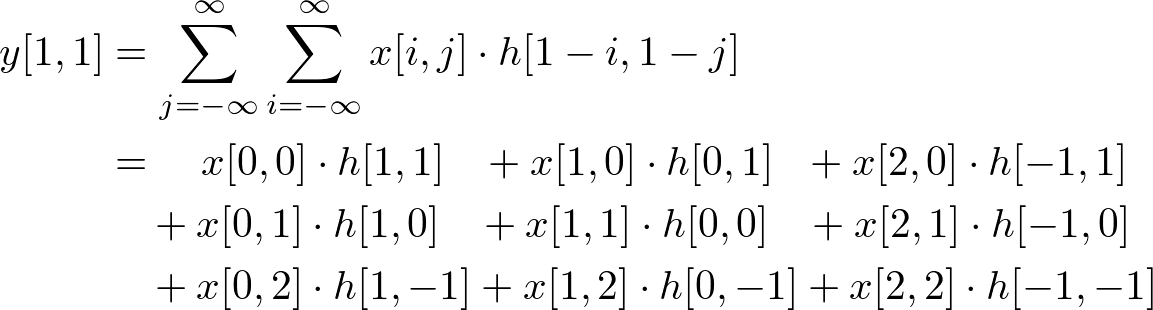 y[1, 1] = ∑_{j=−∞}^{∞} ∑_{i=−∞}^{∞} x[i, j] · h[1 − i, 1 − j]
= x[0, 0] · h[1, 1] + x[1, 0] · h[0, 1] + x[2, 0] · h[−1, 1]
+ x[0, 1] · h[1, 0] + x[1, 1] · h[0, 0] + x[2, 1] · h[−1, 0]
+ x[0, 2] · h[1, −1] + x[1, 2] · h[0, −1] + x[2, 2] · h[−1, −1]